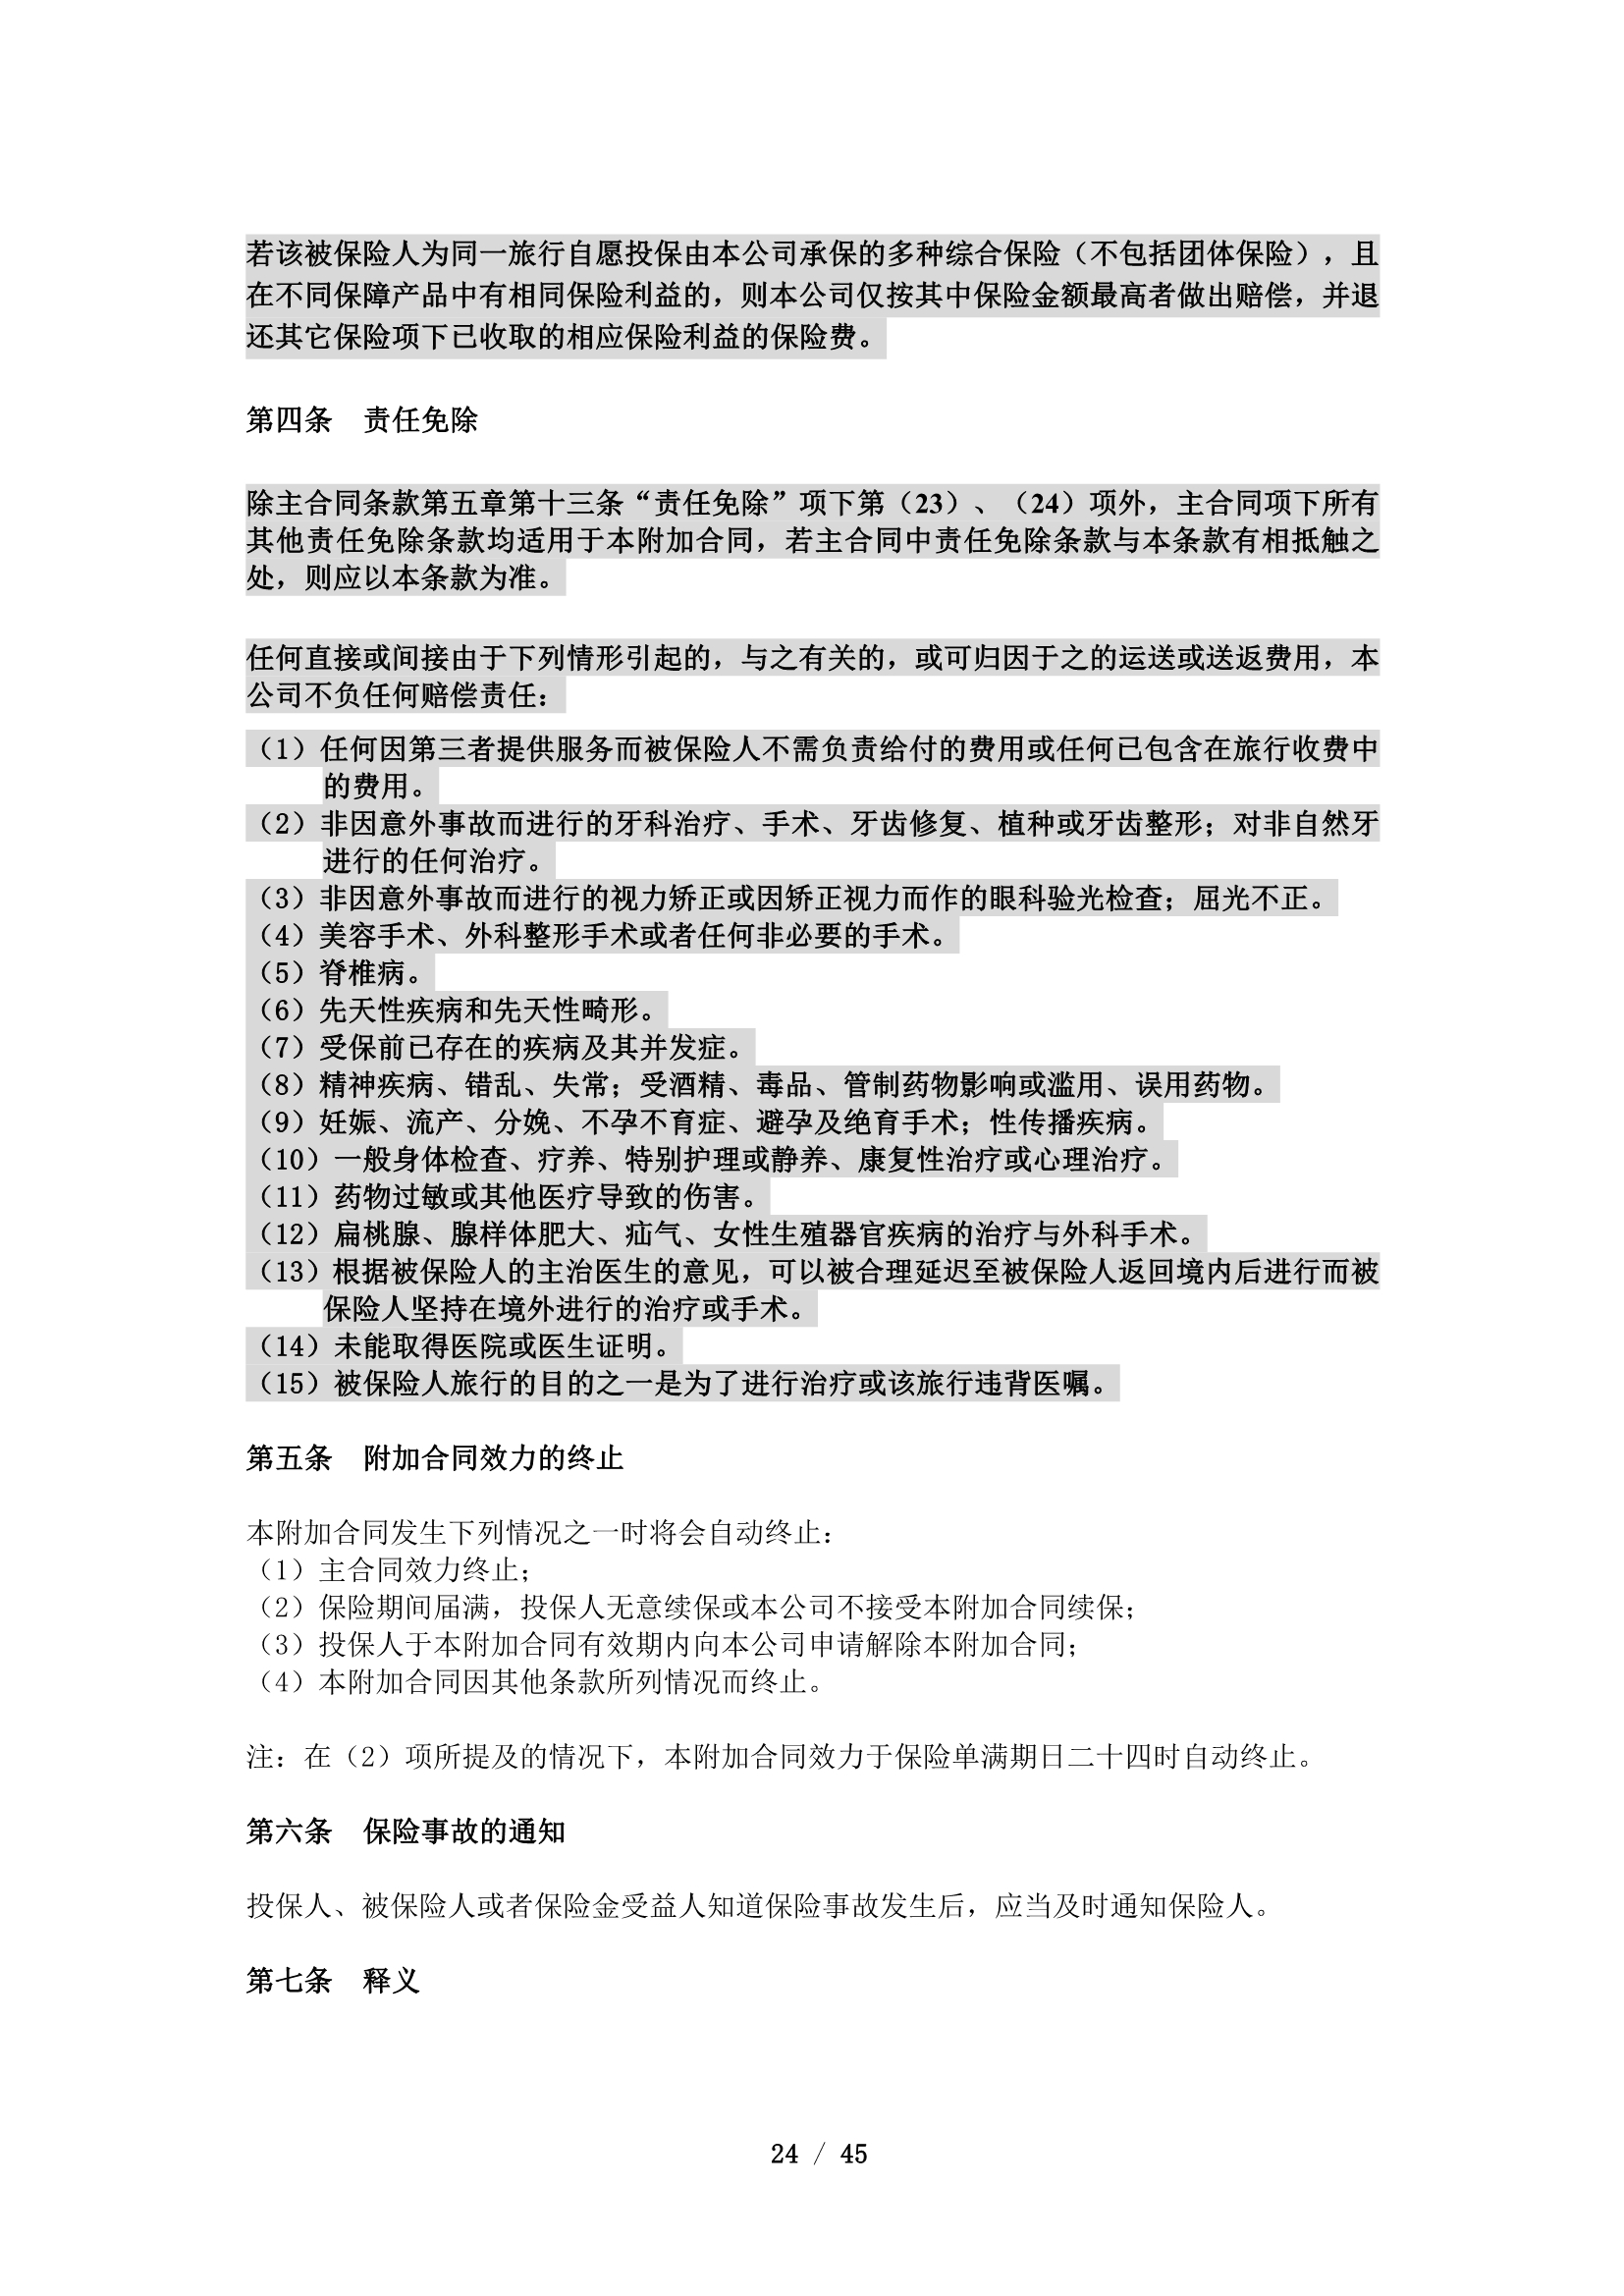 若该被保险人为同一旅行自愿投保由本公司承保的多种综合保险（不包括团体保险），且
在不同保障产品中有相同保险利益的，则本公司仅按其中保险金额最高者做出赔偿，并退
还其它保险项下已收取的相应保险利益的保险费。
第四条　责任免除
除主合同条款第五章第十三条“责任免除”项下第（23）、（24）项外，主合同项下所有
其他责任免除条款均适用于本附加合同，若主合同中责任免除条款与本条款有相抵触之
处，则应以本条款为准。
任何直接或间接由于下列情形引起的，与之有关的，或可归因于之的运送或送返费用，本
公司不负任何赔偿责任：
（1）任何因第三者提供服务而被保险人不需负责给付的费用或任何已包含在旅行收费中
的费用。
（2）非因意外事故而进行的牙科治疗、手术、牙齿修复、植种或牙齿整形；对非自然牙
进行的任何治疗。
（3）非因意外事故而进行的视力矫正或因矫正视力而作的眼科验光检查；屈光不正。
（4）美容手术、外科整形手术或者任何非必要的手术。
（5）脊椎病。
（6）先天性疾病和先天性畸形。
（7）受保前已存在的疾病及其并发症。
（8）精神疾病、错乱、失常；受酒精、毒品、管制药物影响或滥用、误用药物。
（9）妊娠、流产、分娩、不孕不育症、避孕及绝育手术；性传播疾病。
（10）一般身体检查、疗养、特别护理或静养、康复性治疗或心理治疗。
（11）药物过敏或其他医疗导致的伤害。
（12）扁桃腺、腺样体肥大、疝气、女性生殖器官疾病的治疗与外科手术。
（13）根据被保险人的主治医生的意见，可以被合理延迟至被保险人返回境内后进行而被
保险人坚持在境外进行的治疗或手术。
（14）未能取得医院或医生证明。
（15）被保险人旅行的目的之一是为了进行治疗或该旅行违背医嘱。
第五条　附加合同效力的终止
本附加合同发生下列情况之一时将会自动终止：
（1）主合同效力终止；
（2）保险期间届满，投保人无意续保或本公司不接受本附加合同续保；
（3）投保人于本附加合同有效期内向本公司申请解除本附加合同；
（4）本附加合同因其他条款所列情况而终止。
注：在（2）项所提及的情况下，本附加合同效力于保险单满期日二十四时自动终止。
第六条　保险事故的通知
投保人、被保险人或者保险金受益人知道保险事故发生后，应当及时通知保险人。
第七条　释义
24 / 45